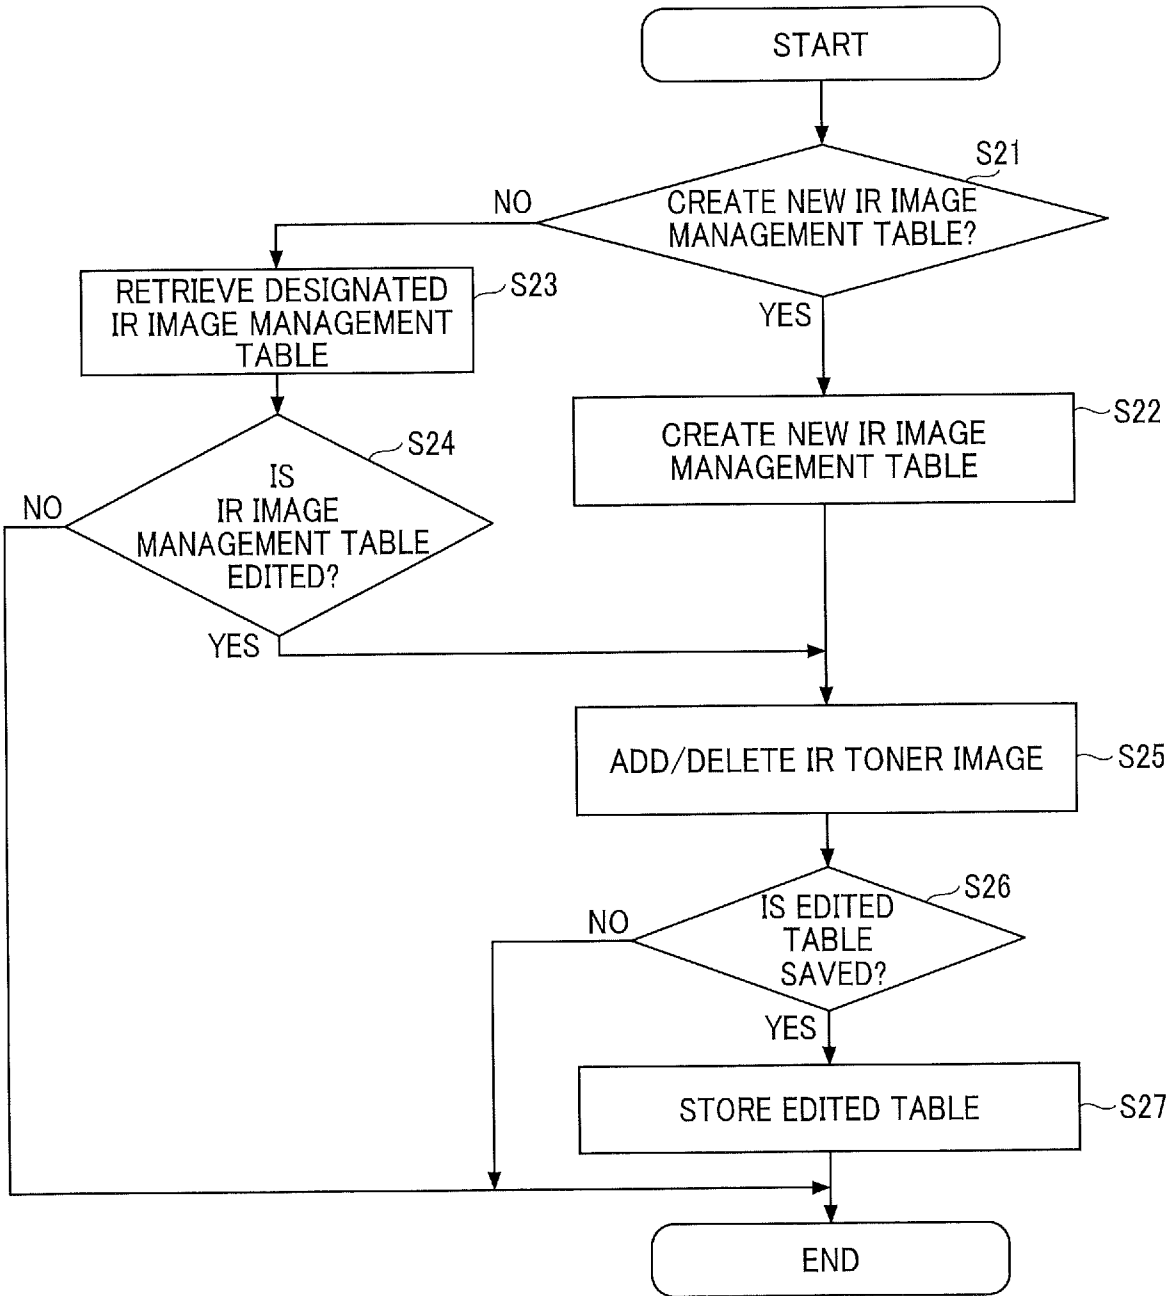 START
S21
CREATE NEW IR IMAGE
MANAGEMENT TABLE?
NO
YES
RETRIEVE DESIGNATED
IR IMAGE MANAGEMENT
TABLE
S23
CREATE NEW IR IMAGE
MANAGEMENT TABLE
S22
IS
IR IMAGE
MANAGEMENT TABLE
EDITED?
S24
NO
YES
ADD/DELETE IR TONER IMAGE
S25
IS EDITED
TABLE
SAVED?
S26
NO
YES
STORE EDITED TABLE
S27
END